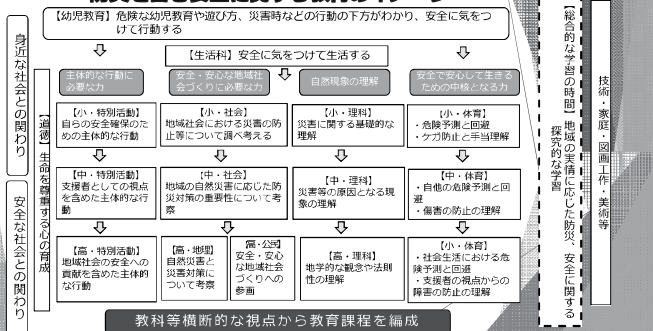 【幼児教育】危険な幼児教育や遊び方、災害時などの行動の下方がわかり、安全に気をつ
けて行動する
【生活科】安全に気をつけて生活する
身近な社会との関わり
安全な社会との関わり
【道徳】生命を尊重する心の育成
主体的な行動に
必要な力
安全・安心な地域社
会づくりに必要な力
自然現象の理解
安全で安心して生きる
ための中核となる力
【小・特別活動】
自らの安全確保のた
めの主体的な行動
【小・社会】
地域社会における災害の防
止等について調べ考える
【小・理科】
災害に関する基礎的な
理解
【小・体育】
・危険予測と回避
・ケガ防止と手当理解
【中・特別活動】
支援者としての視点
を含めた主体的な行
動
【中・社会】
地域の自然災害に応じた防
災対策の重要性について考
察
【中・理科】
災害等の原因となる現
象の理解
【中・体育】
・自他の危険予測と回
避
・傷害の防止の理解
【高・特別活動】
地域社会の安全への
貢献を含めた主体的
な行動
【高・地理】
自然災害と
災害対策に
ついて考察
【高・公民】
安全・安心
な地域社会
づくりへの
参画
【高・理科】
地学的な観念や法則
性の理解
【小・体育】
・社会生活における危
険予測と回避
・支援者の視点からの
障害の防止の理解
教科等横断的な視点から教育課程を編成
【総合的な学習の時間】地域の実情に応じた防災、安全に関する
探究的な学習
技術・家庭・図画工作・美術等